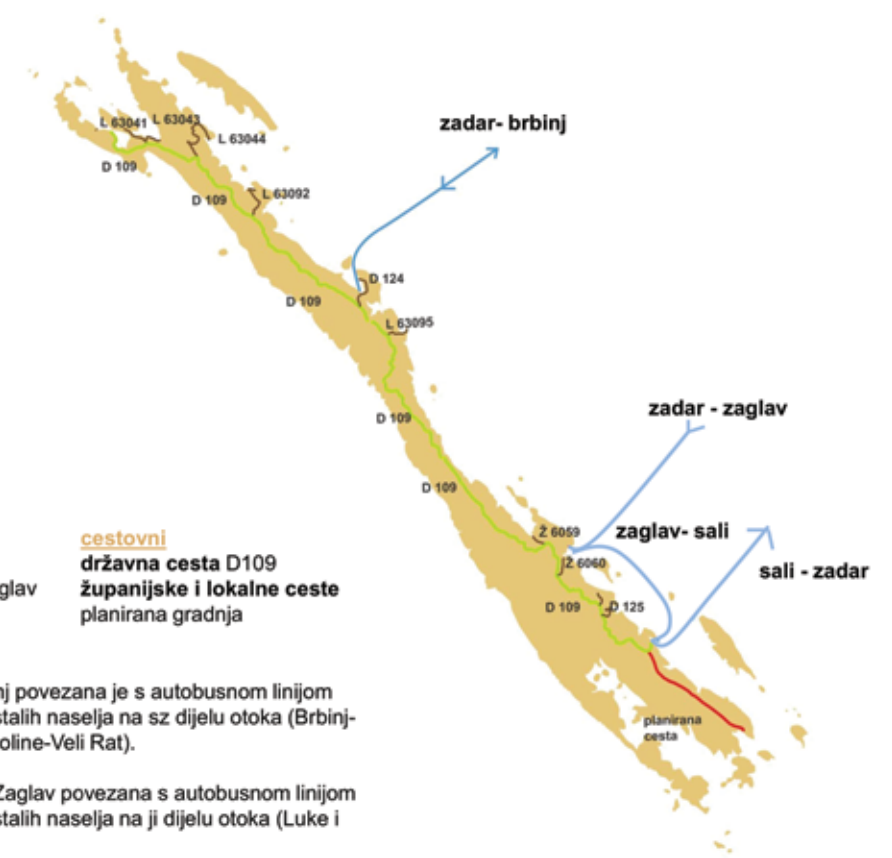 zadar- brbinj
L 63041
L 63043
L 63044
D 109
D 109
L 63092
D 124
D 109
L 63095
zadar - zaglav
D 109
D 109
Ž 6059
zaglav- sali
Ž 6060
sali - zadar
D 109
D 125
planirana
cesta
cestovni
državna cesta D109
glav
županijske i lokalne ceste
planirana gradnja
nj povezana je s autobusnom linijom
stalih naselja na sz dijelu otoka (Brbinj-
oline-Veli Rat).
Zaglav povezana s autobusnom linijom
stalih naselja na ji dijelu otoka (Luke i